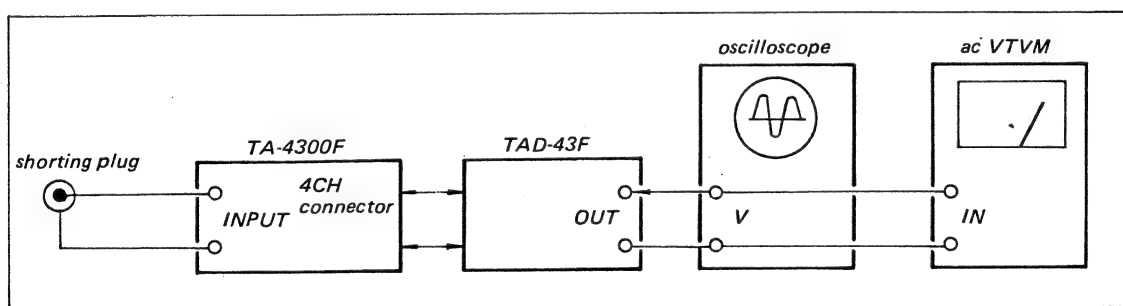 oscilloscope
ac VTVM
TA-4300F
TAD-43F
shorting plug
4CH
connector
INPUT
OUT
V
IN